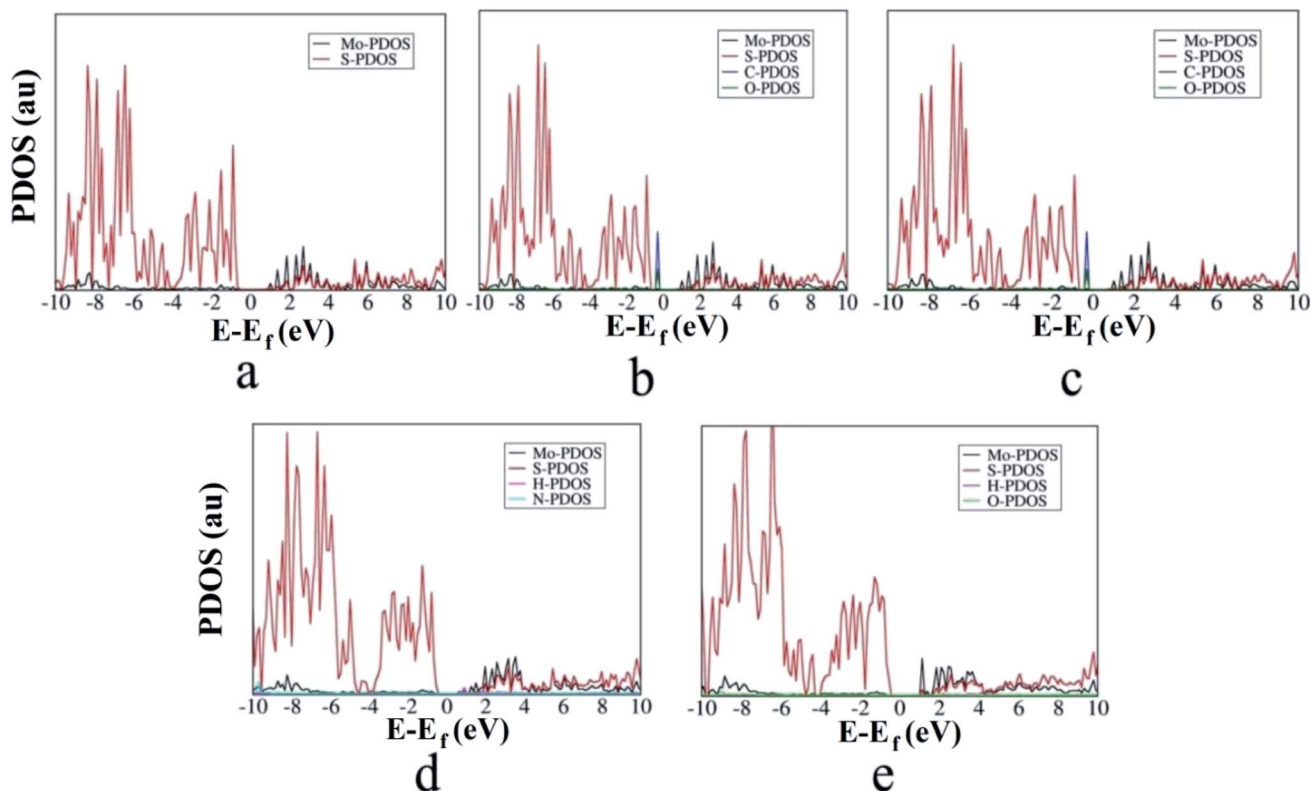 PDOS (au)
Mo-PDOS
S-PDOS
-10 -8 -6 -4 -2 0 2 4 6 8 10
E-Ef (eV)
a
Mo-PDOS
S-PDOS
C-PDOS
O-PDOS
-10 -8 -6 -4 -2 0 2 4 6 8 10
E-Ef (eV)
b
Mo-PDOS
S-PDOS
C-PDOS
O-PDOS
-10 -8 -6 -4 -2 0 2 4 6 8 10
E-Ef (eV)
c
PDOS (au)
Mo-PDOS
S-PDOS
H-PDOS
N-PDOS
-10 -8 -6 -4 -2 0 2 4 6 8 10
E-Ef (eV)
d
Mo-PDOS
S-PDOS
H-PDOS
O-PDOS
-10 -8 -6 -4 -2 0 2 4 6 8 10
E-Ef (eV)
e